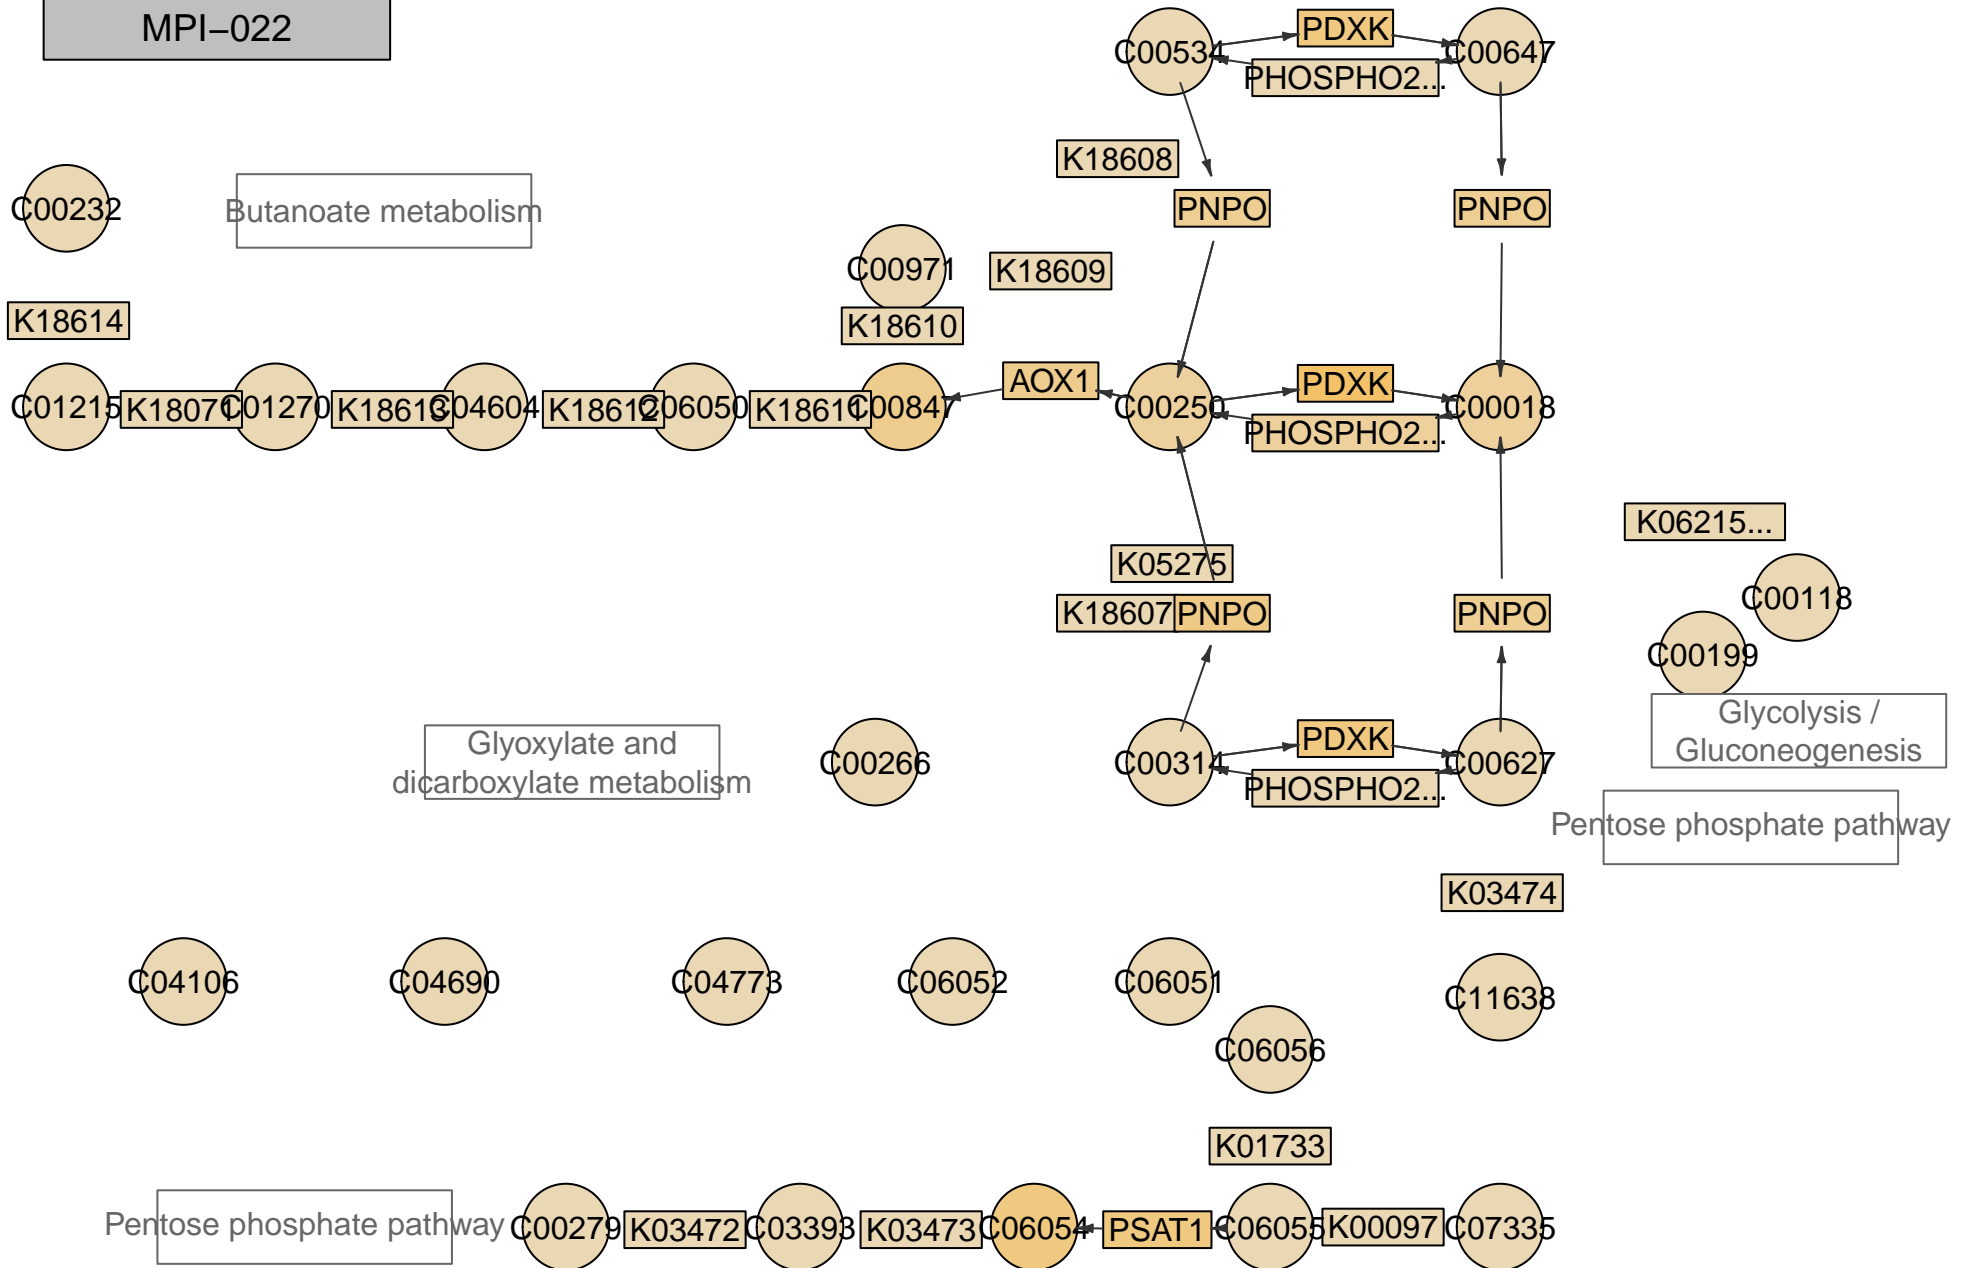 MPI−022
C00534
PDXK
C00647
PHOSPHO2...
K18608
C00232
Butanoate metabolism
PNPO
PNPO
C00971
K18609
K18614
K18610
C01215
K18071
C01270
K18613
C04604
K18612
C06050
K18611
C00847
AOX1
C00250
PDXK
C00018
PHOSPHO2...
K06215...
K05275
C00118
K18607
PNPO
PNPO
C00199
Glycolysis /
Gluconeogenesis
Glyoxylate and
dicarboxylate metabolism
C00266
C00314
PDXK
C00627
PHOSPHO2...
Pentose phosphate pathway
K03474
C04106
C04690
C04773
C06052
C06051
C11638
C06056
K01733
Pentose phosphate pathway
C00279
K03472
C03393
K03473
C06054
PSAT1
C06055
K00097
C07335